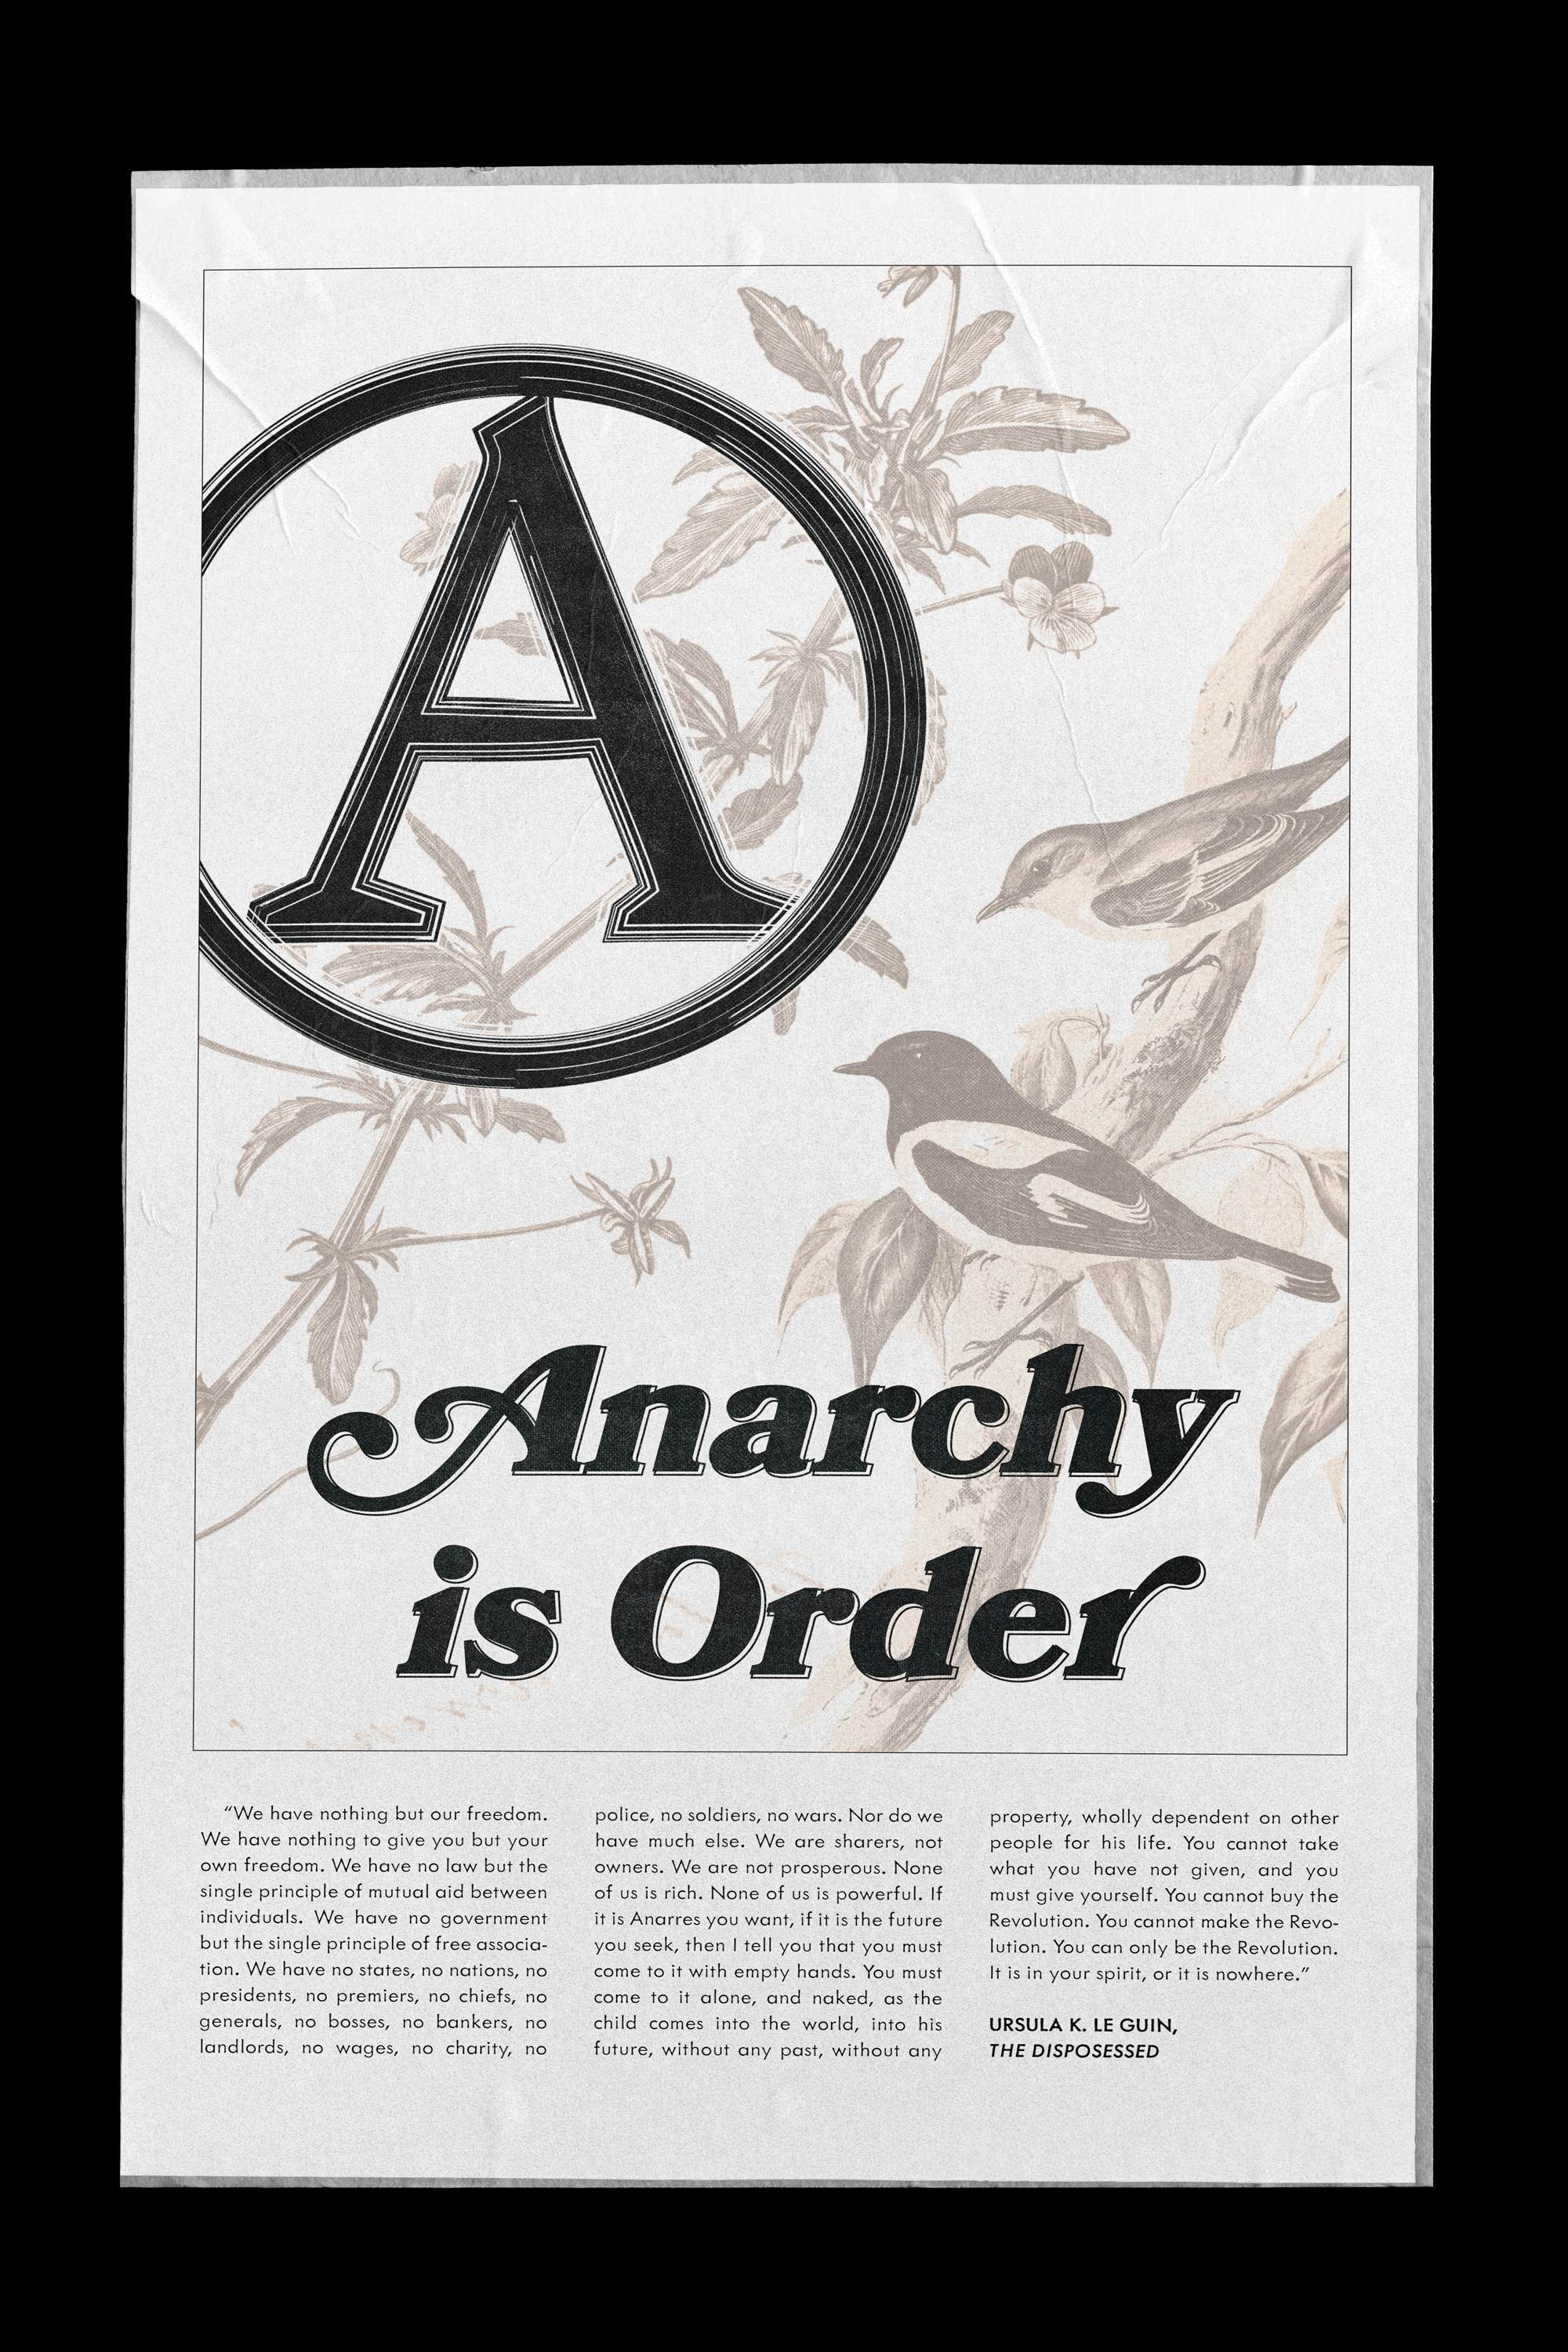 A
Anarchy
is Order
“We have nothing but our freedom.
We have nothing to give you but your
own freedom. We have no law but the
single principle of mutual aid between
individuals. We have no government
but the single principle of free associa-
tion. We have no states, no nations, no
presidents, no premiers, no chiefs, no
generals, no bosses, no bankers, no
landlords, no wages, no charity, no
police, no soldiers, no wars. Nor do we
have much else. We are sharers, not
owners. We are not prosperous. None
of us is rich. None of us is powerful. If
it is Anarres you want, if it is the future
you seek, then I tell you that you must
come to it with empty hands. You must
come to it alone, and naked, as the
child comes into the world, into his
future, without any past, without any
property, wholly dependent on other
people for his life. You cannot take
what you have not given, and you
must give yourself. You cannot buy the
Revolution. You cannot make the Revo-
lution. You can only be the Revolution.
It is in your spirit, or it is nowhere.”
URSULA K. LE GUIN,
THE DISPOSESSED